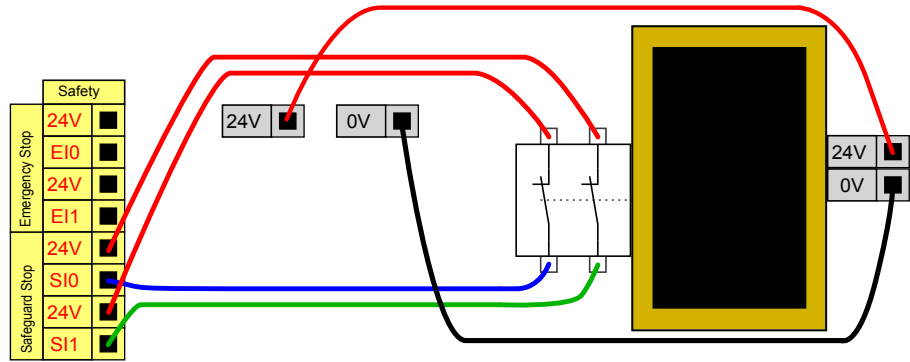 Safety
Emergency Stop
24V
EI0
24V
EI1
Safeguard Stop
24V
SI0
24V
SI1
24V
0V
24V
0V